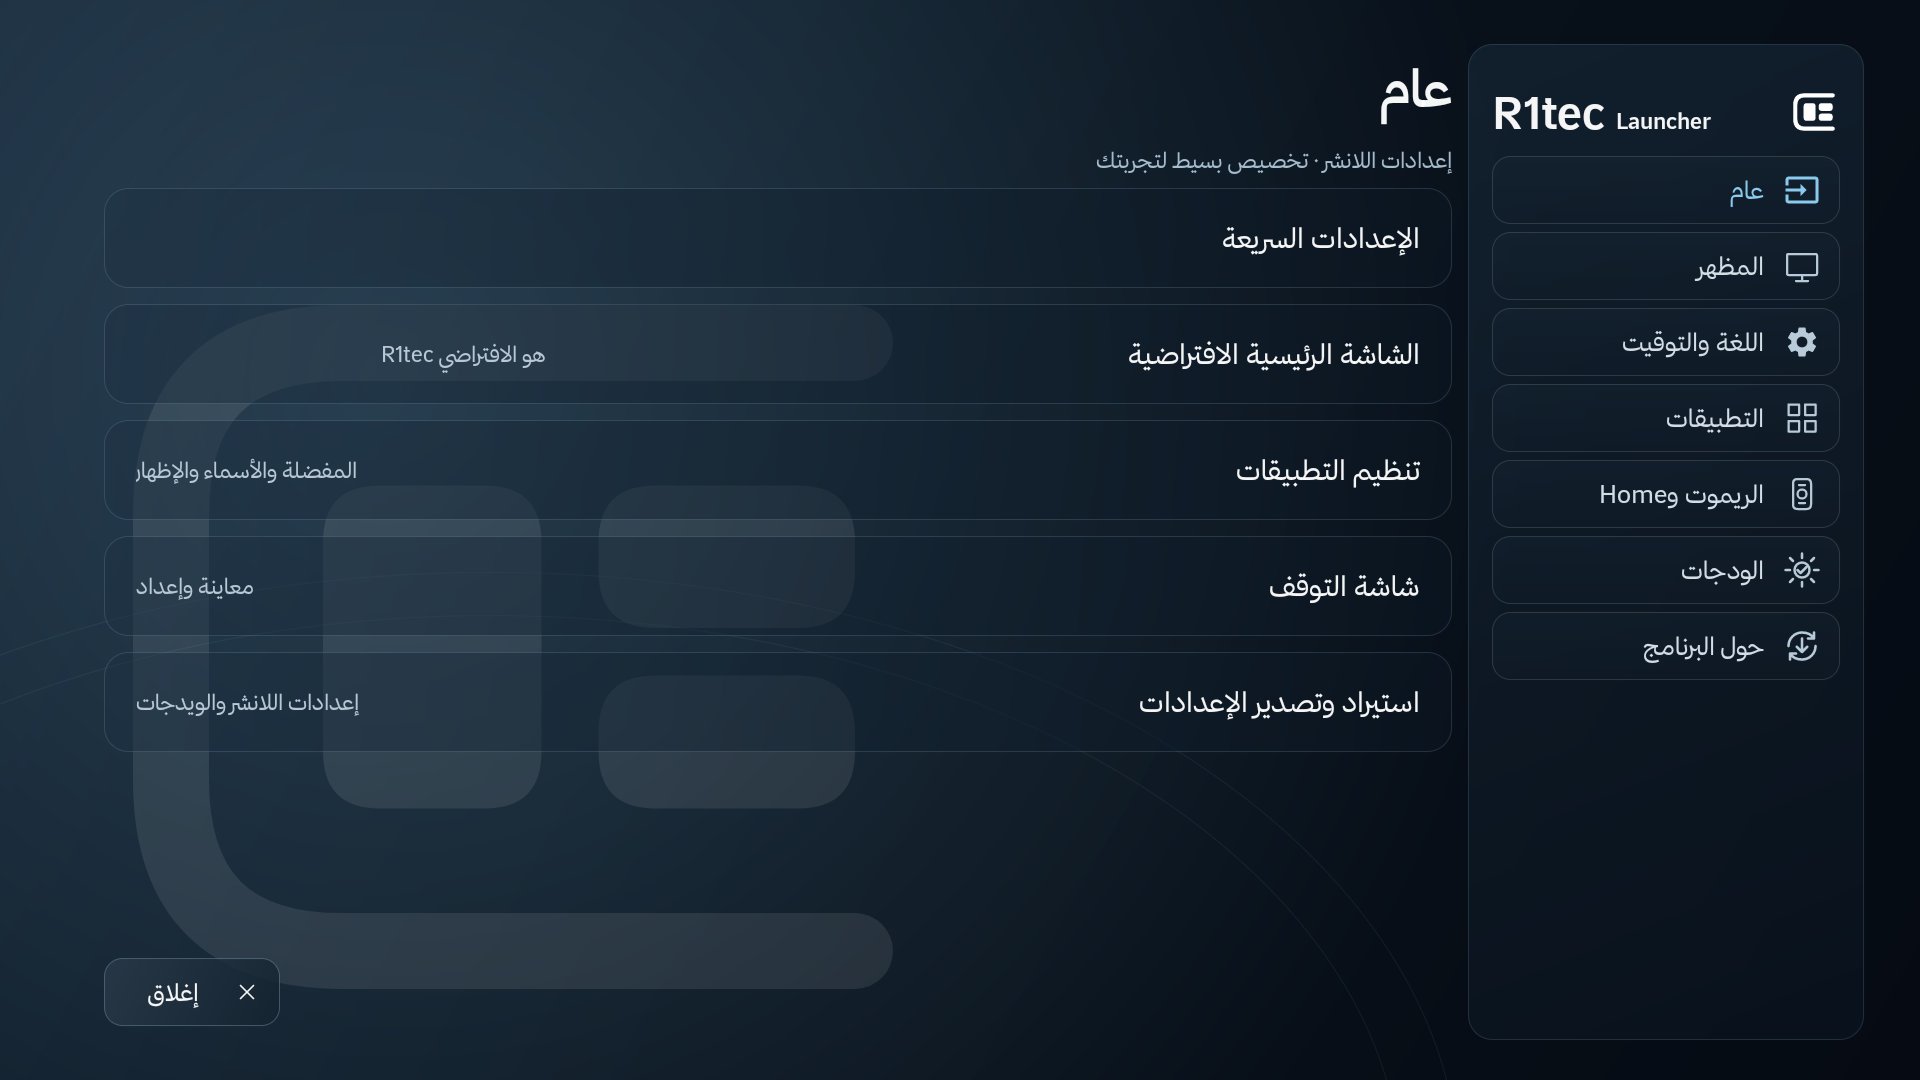 R1tec Launcher
عام
المظهر
اللغة والتوقيت
التطبيقات
الريموت وHome
الودجات
حول البرنامج
عام
إعدادات اللانشر · تخصيص بسيط لتجربتك
الإعدادات السريعة
الشاشة الرئيسية الافتراضية
هو الافتراضي R1tec
تنظيم التطبيقات
المفضلة والأسماء والإظهار
شاشة التوقف
معاينة وإعداد
استيراد وتصدير الإعدادات
إعدادات اللانشر والويدجات
إغلاق